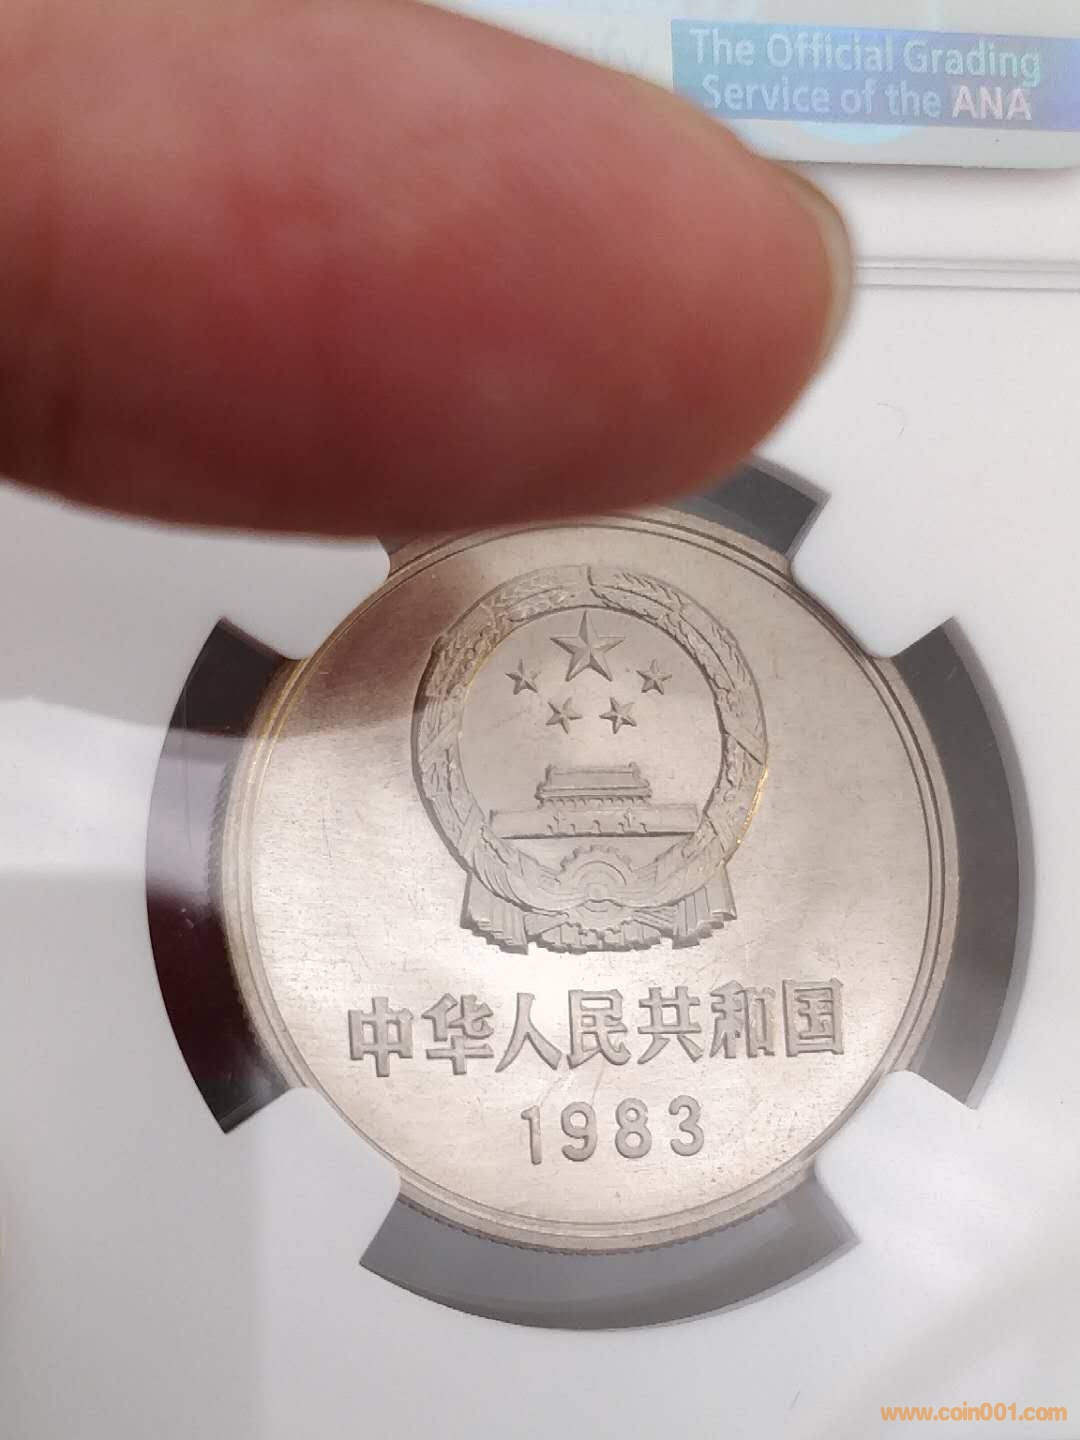 The Official Grading
Service of the ANA
中华人民共和国
1983
www.coin001.com